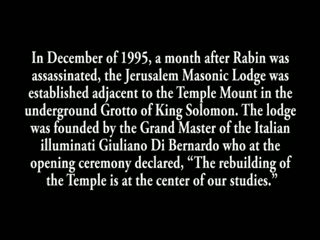 In December of 1995, a month after Rabin was
assassinated, the Jerusalem Masonic Lodge was
established adjacent to the Temple Mount in the
underground Grotto of King Solomon. The lodge
was founded by the Grand Master of the Italian
illuminati Giuliano Di Bernardo who at the
opening ceremony declared, “The rebuilding of
the Temple is at the center of our studies.”